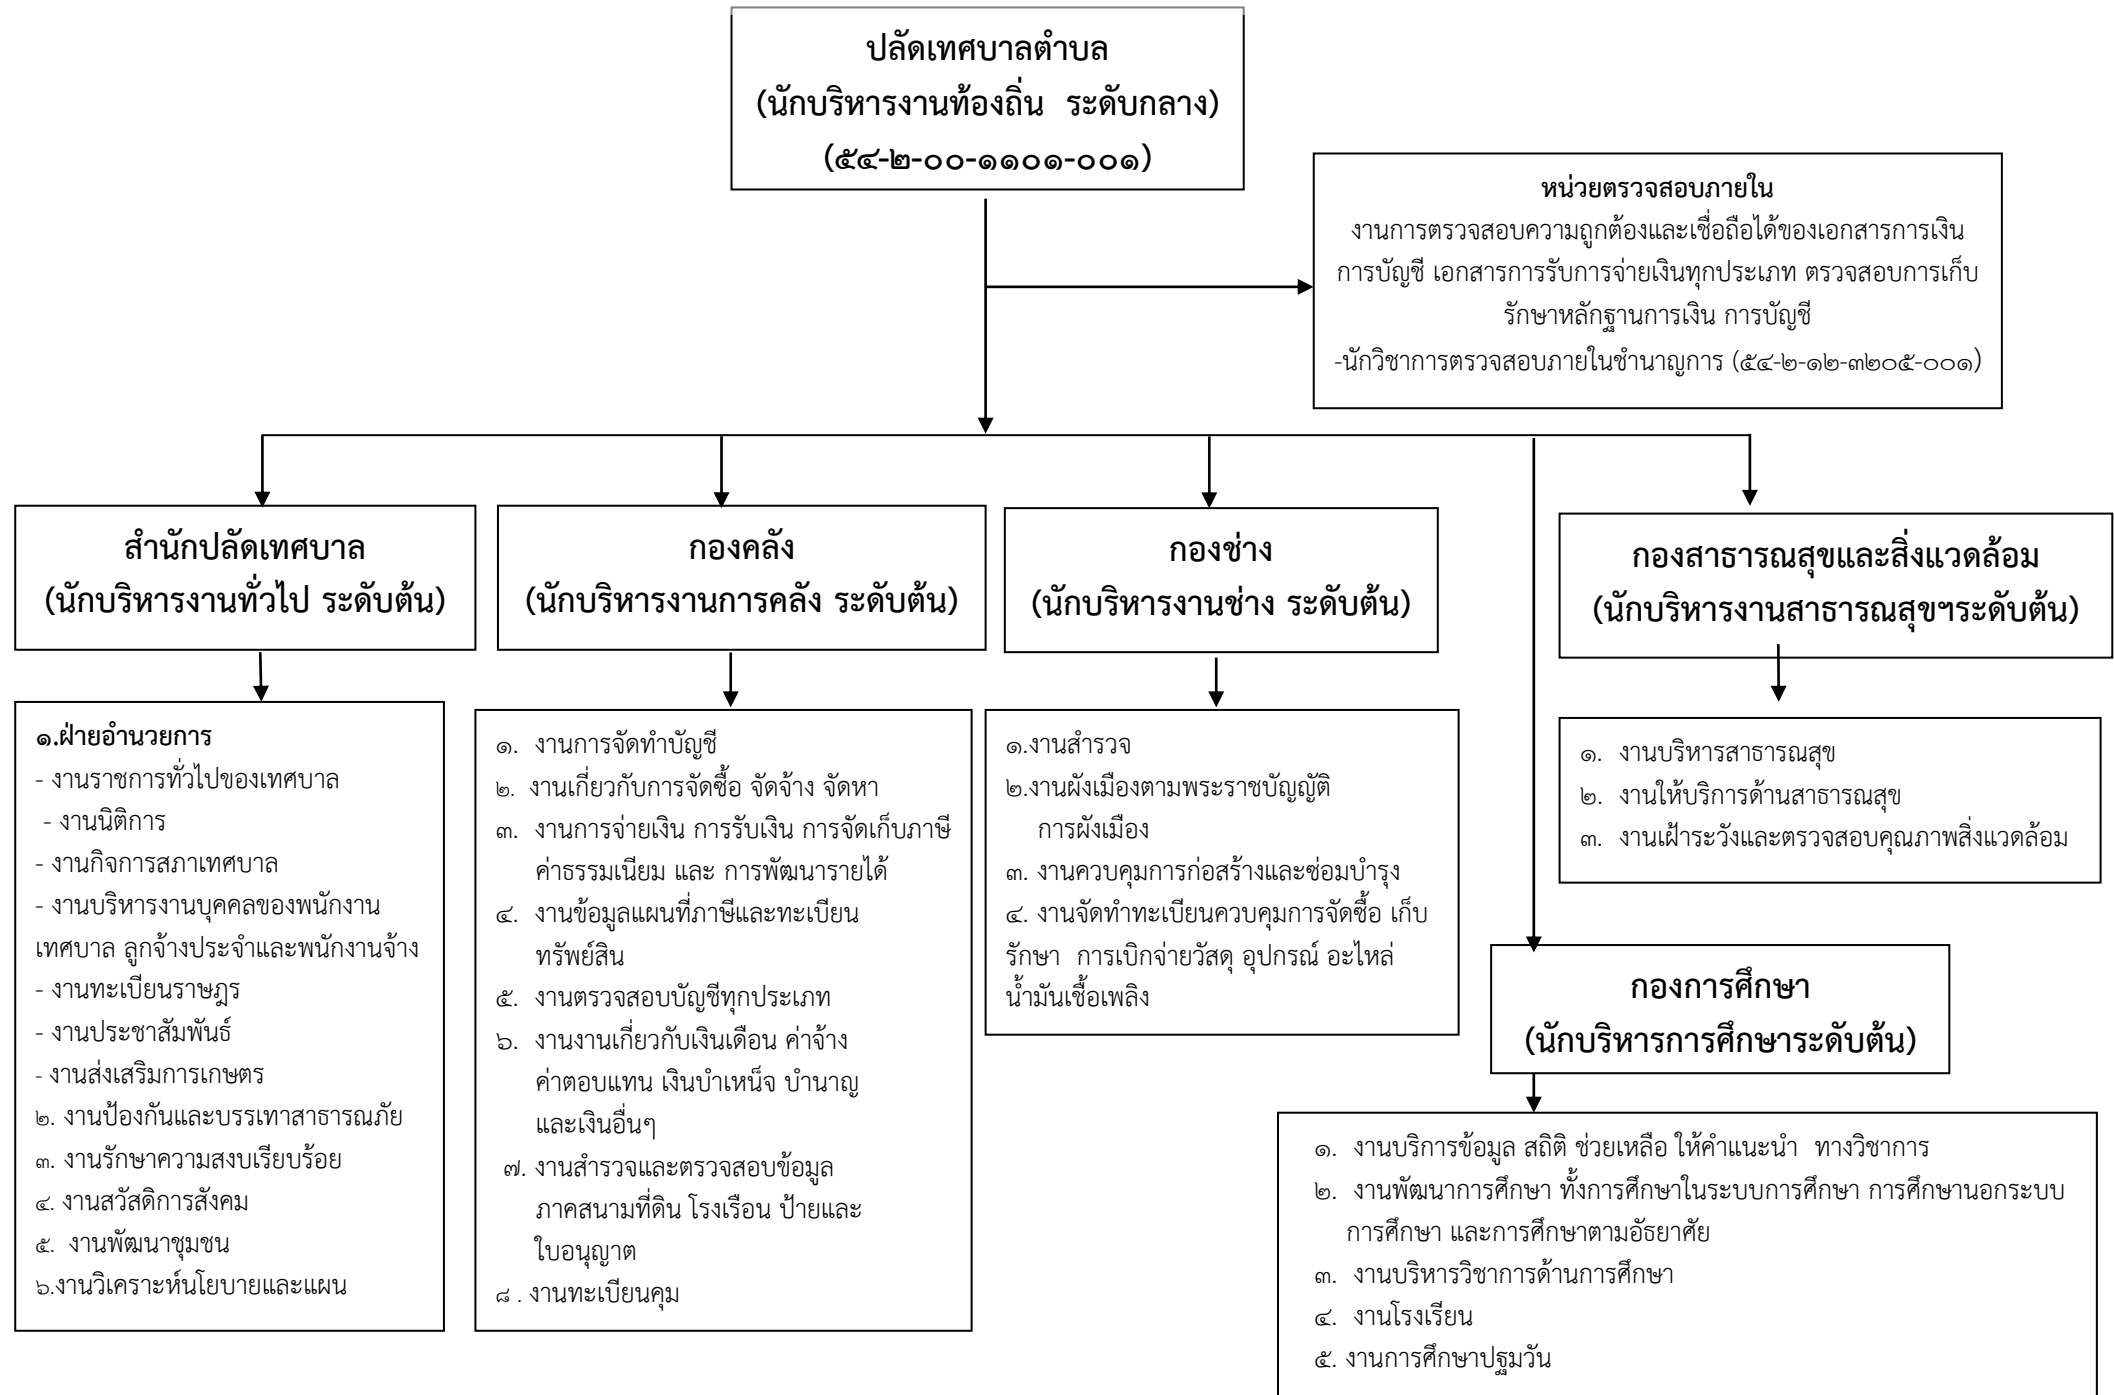 ปลัดเทศบาลตำบล
(นักบริหารงานท้องถิ่น ระดับกลาง)
(๕๔-๒-๐๐-๑๑๐๑-๐๐๑)
หน่วยตรวจสอบภายใน
งานการตรวจสอบความถูกต้องและเชื่อถือได้ของเอกสารการเงิน
การบัญชี เอกสารการรับการจ่ายเงินทุกประเภท ตรวจสอบการเก็บ
รักษาหลักฐานการเงิน การบัญชี
-นักวิชาการตรวจสอบภายในชำนาญการ (๕๔-๒-๑๒-๓๒๐๕-๐๐๑)
สำนักปลัดเทศบาล
(นักบริหารงานทั่วไป ระดับต้น)
กองคลัง
(นักบริหารงานการคลัง ระดับต้น)
กองช่าง
(นักบริหารงานช่าง ระดับต้น)
กองสาธารณสุขและสิ่งแวดล้อม
(นักบริหารงานสาธารณสุขฯระดับต้น)
๑.ฝ่ายอำนวยการ
- งานราชการทั่วไปของเทศบาล
- งานนิติการ
- งานกิจการสภาเทศบาล
- งานบริหารงานบุคคลของพนักงาน
เทศบาล ลูกจ้างประจำและพนักงานจ้าง
- งานทะเบียนราษฎร
- งานประชาสัมพันธ์
- งานส่งเสริมการเกษตร
๒. งานป้องกันและบรรเทาสาธารณภัย
๓. งานรักษาความสงบเรียบร้อย
๔. งานสวัสดิการสังคม
๕. งานพัฒนาชุมชน
๖.งานวิเคราะห์นโยบายและแผน
๑. งานการจัดทำบัญชี
๒. งานเกี่ยวกับการจัดซื้อ จัดจ้าง จัดหา
๓. งานการจ่ายเงิน การรับเงิน การจัดเก็บภาษี
ค่าธรรมเนียม และ การพัฒนารายได้
๔. งานข้อมูลแผนที่ภาษีและทะเบียน
ทรัพย์สิน
๕. งานตรวจสอบบัญชีทุกประเภท
๖. งานงานเกี่ยวกับเงินเดือน ค่าจ้าง
ค่าตอบแทน เงินบำเหน็จ บำนาญ
และเงินอื่นๆ
๗. งานสำรวจและตรวจสอบข้อมูล
ภาคสนามที่ดิน โรงเรือน ป้ายและ
ใบอนุญาต
๘ . งานทะเบียนคุม
๑.งานสำรวจ
๒.งานผังเมืองตามพระราชบัญญัติ
การผังเมือง
๓. งานควบคุมการก่อสร้างและซ่อมบำรุง
๔. งานจัดทำทะเบียนควบคุมการจัดซื้อ เก็บ
รักษา การเบิกจ่ายวัสดุ อุปกรณ์ อะไหล่
น้ำมันเชื้อเพลิง
๑. งานบริหารสาธารณสุข
๒. งานให้บริการด้านสาธารณสุข
๓. งานเฝ้าระวังและตรวจสอบคุณภาพสิ่งแวดล้อม
กองการศึกษา
(นักบริหารการศึกษาระดับต้น)
๑. งานบริการข้อมูล สถิติ ช่วยเหลือ ให้คำแนะนำ ทางวิชาการ
๒. งานพัฒนาการศึกษา ทั้งการศึกษาในระบบการศึกษา การศึกษานอกระบบ
การศึกษา และการศึกษาตามอัธยาศัย
๓. งานบริหารวิชาการด้านการศึกษา
๔. งานโรงเรียน
๕. งานการศึกษาปฐมวัน